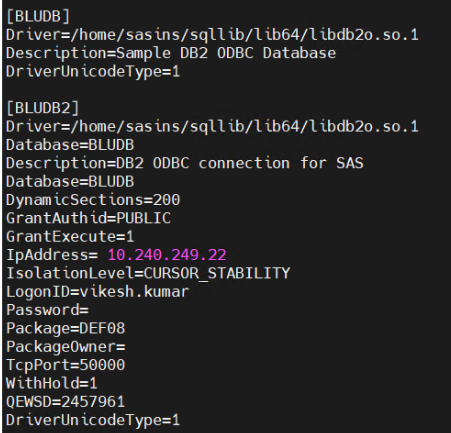 [BLUDB]
Driver=/home/sasins/sqllib/lib64/libdb2o.so.1
Description=Sample DB2 ODBC Database
DriverUnicodeType=1
[BLUDB2]
Driver=/home/sasins/sqllib/lib64/libdb2o.so.1
Database=BLUDB
Description=DB2 ODBC connection for SAS
Database=BLUDB
DynamicSections=200
GrantAuthid=PUBLIC
GrantExecute=1
IpAddress= 10.240.249.22
IsolationLevel=CURSOR_STABILITY
LogonID=vikesh.kumar
Password=
Package=DEF08
PackageOwner=
TcpPort=50000
WithHold=1
QEWSD=2457961
DriverUnicodeType=1